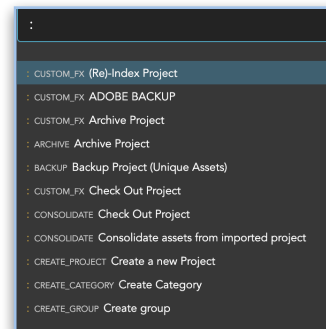 :
: CUSTOM_FX (Re)-Index Project
: CUSTOM_FX ADOBE BACKUP
: CUSTOM_FX Archive Project
: ARCHIVE Archive Project
: BACKUP Backup Project (Unique Assets)
: CUSTOM_FX Check Out Project
: CONSOLIDATE Check Out Project
: CONSOLIDATE Consolidate assets from imported project
: CREATE_PROJECT Create a new Project
: CREATE_CATEGORY Create Category
: CREATE_GROUP Create group